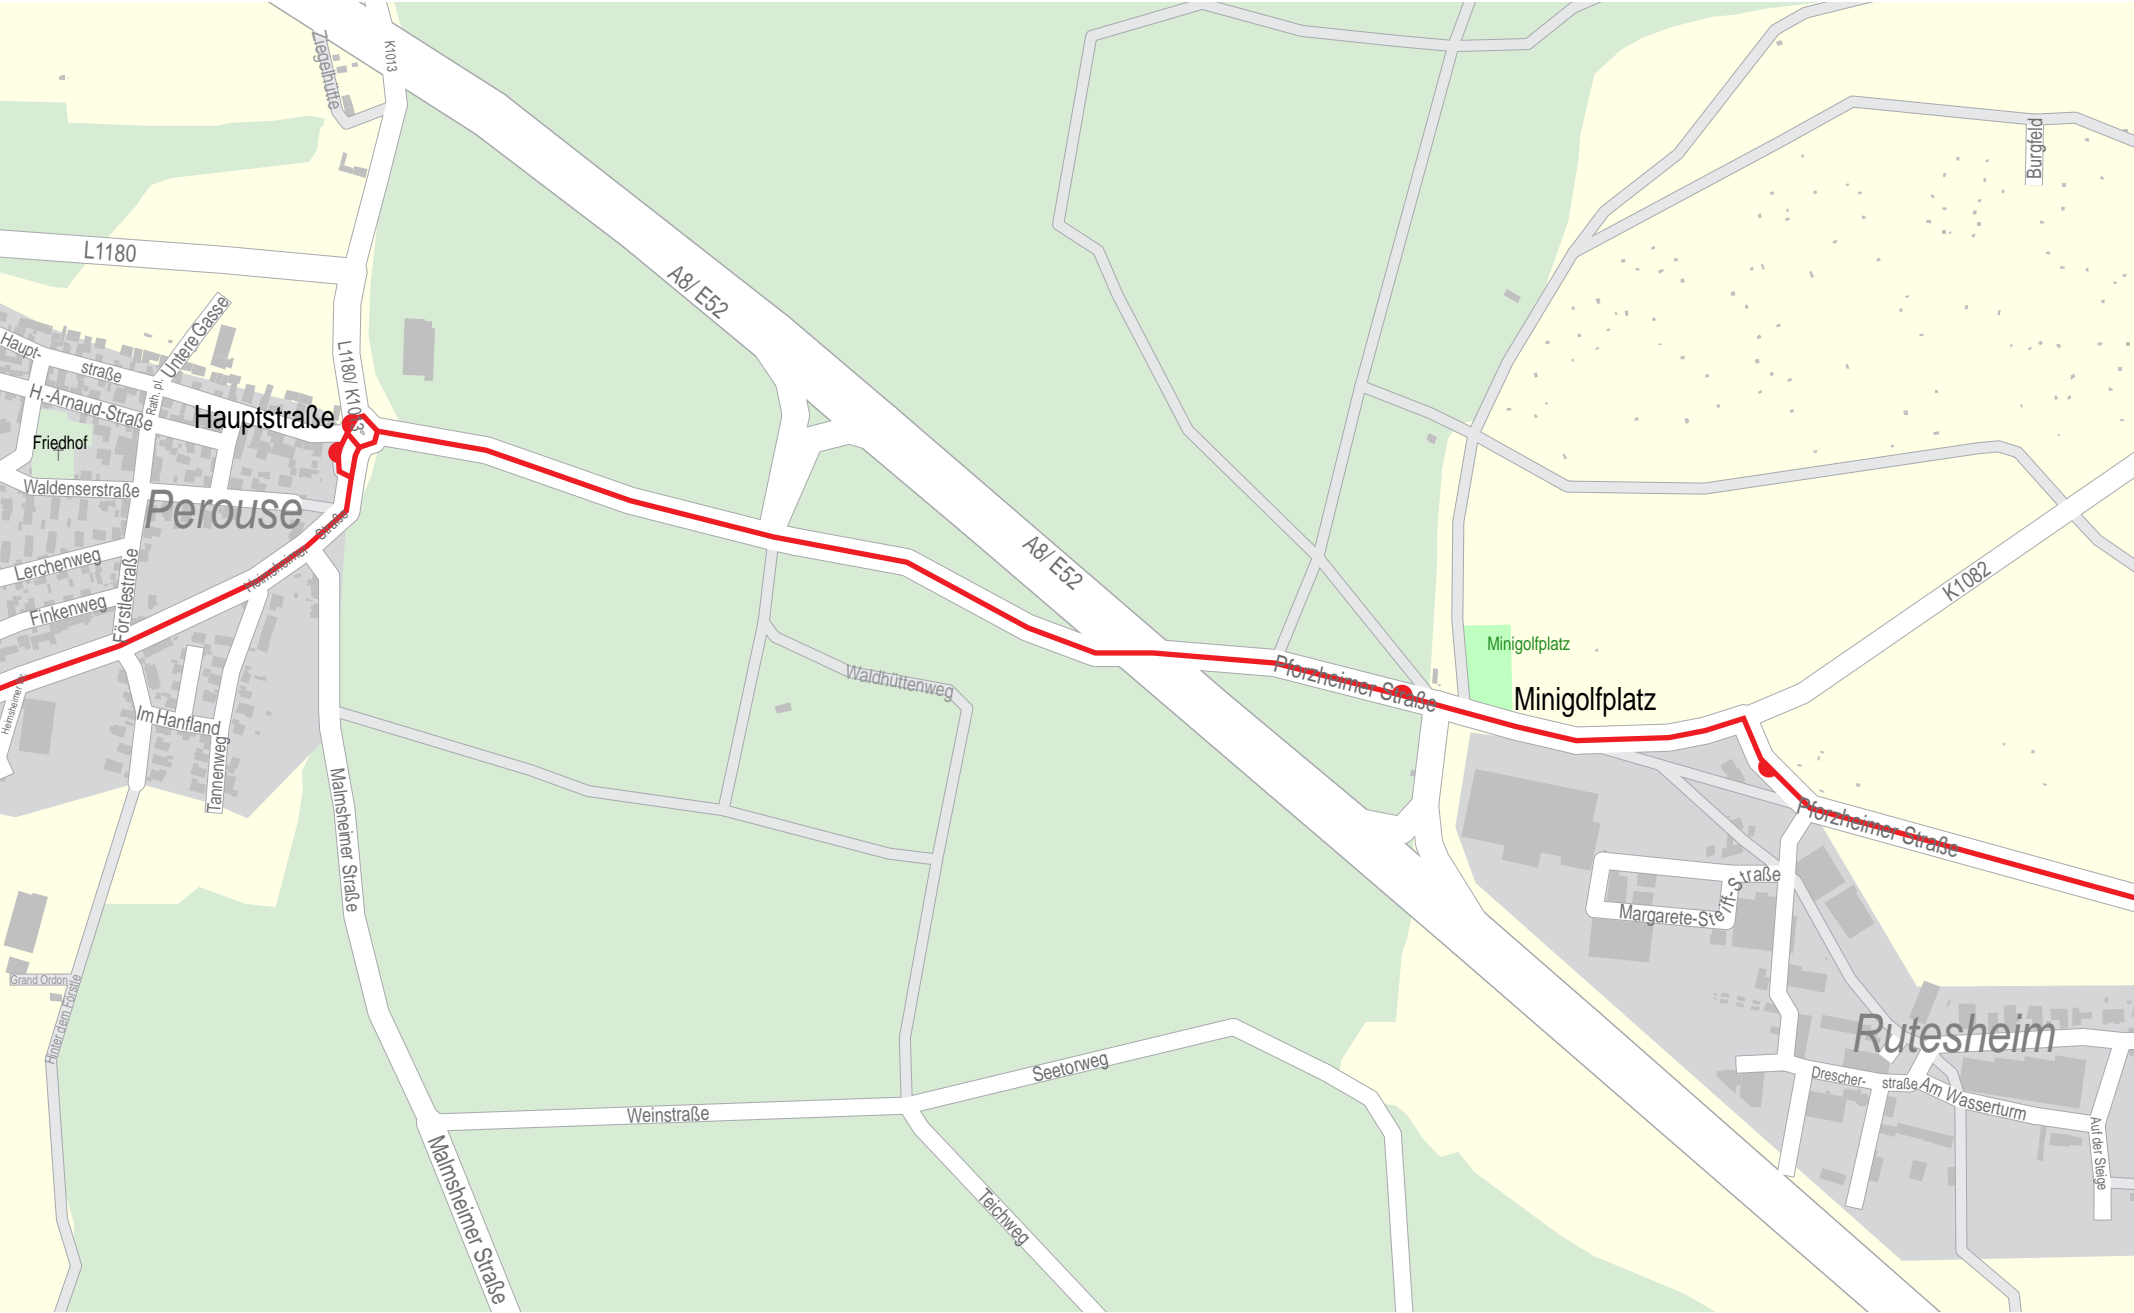 Ziegelhütte
K1013
L1180
A8/ E52
Burgfeld
Haupt-
straße
Untere Gasse
Rath. pl.
H.-Arnaud-Straße
L1180/ K1013
Hauptstraße
Friedhof
Waldenserstraße
Perouse
Heimsheimer Straße
Lerchenweg
Finkenweg
Förstlestraße
Im Hanfland
Tannenweg
Malmsheimer Straße
Waldhüttenweg
A8/ E52
K1082
Minigolfplatz
Minigolfplatz
Pforzheimer Straße
Pforzheimer Straße
Margarete-Steiff-Straße
Grand Ordon
Hinter dem Förstle
Rutesheim
Drescher-
straße
Am Wasserturm
Auf der Steige
Seetorweg
Weinstraße
Teichweg
Malmsheimer Straße